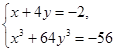 x + 4y = −2,
x³ + 64y³ = −56